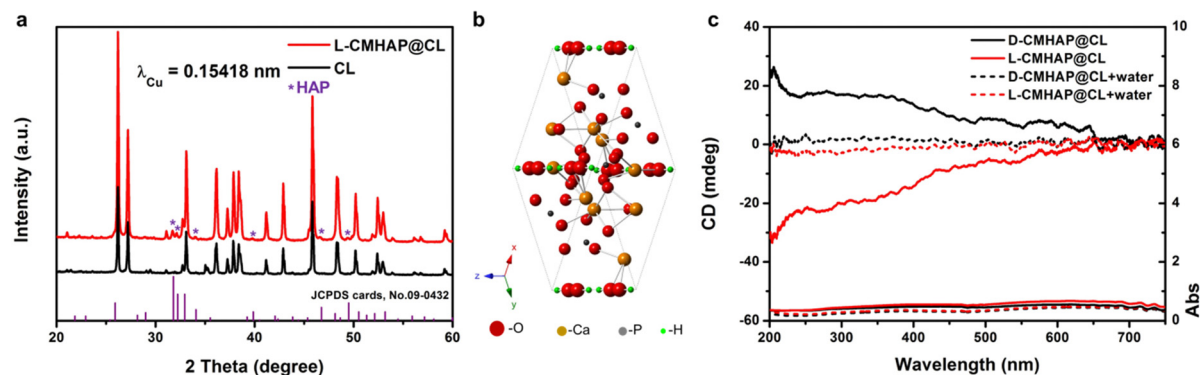 a
L-CMHAP@CL
CL
λCu = 0.15418 nm
*HAP
* * * * * *
JCPDS cards, No.09-0432
Intensity (a.u.)
20 30 40 50 60
2 Theta (degree)
b
x
z
y
-O -Ca -P -H
c
D-CMHAP@CL
L-CMHAP@CL
D-CMHAP@CL+water
L-CMHAP@CL+water
CD (mdeg)
40
20
0
-20
-40
-60
10
8
6
4
2
0
Abs
200 300 400 500 600 700
Wavelength (nm)